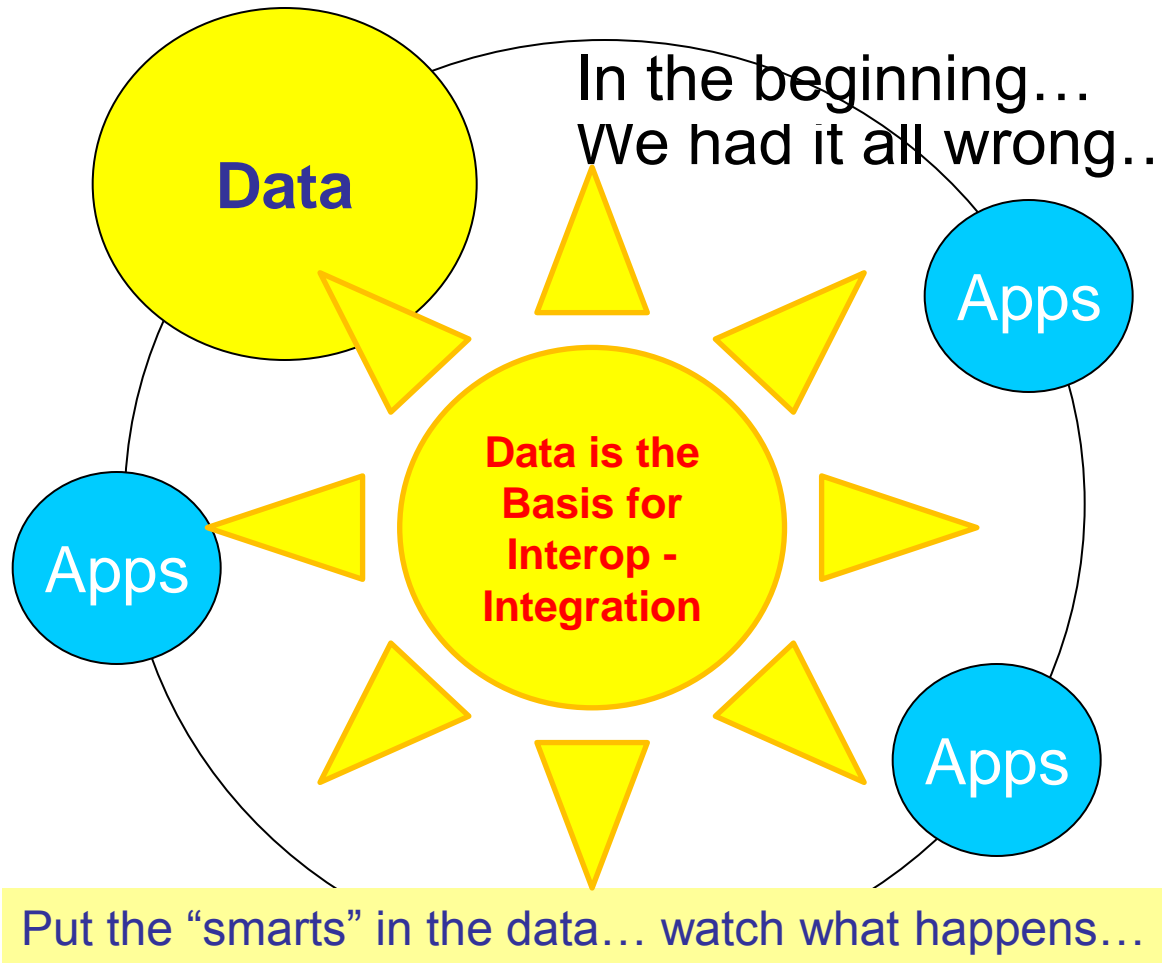 In the beginning…
We had it all wrong..
Data
Apps
Data is the
Basis for
Interop -
Integration
Apps
Apps
Put the “smarts” in the data… watch what happens…